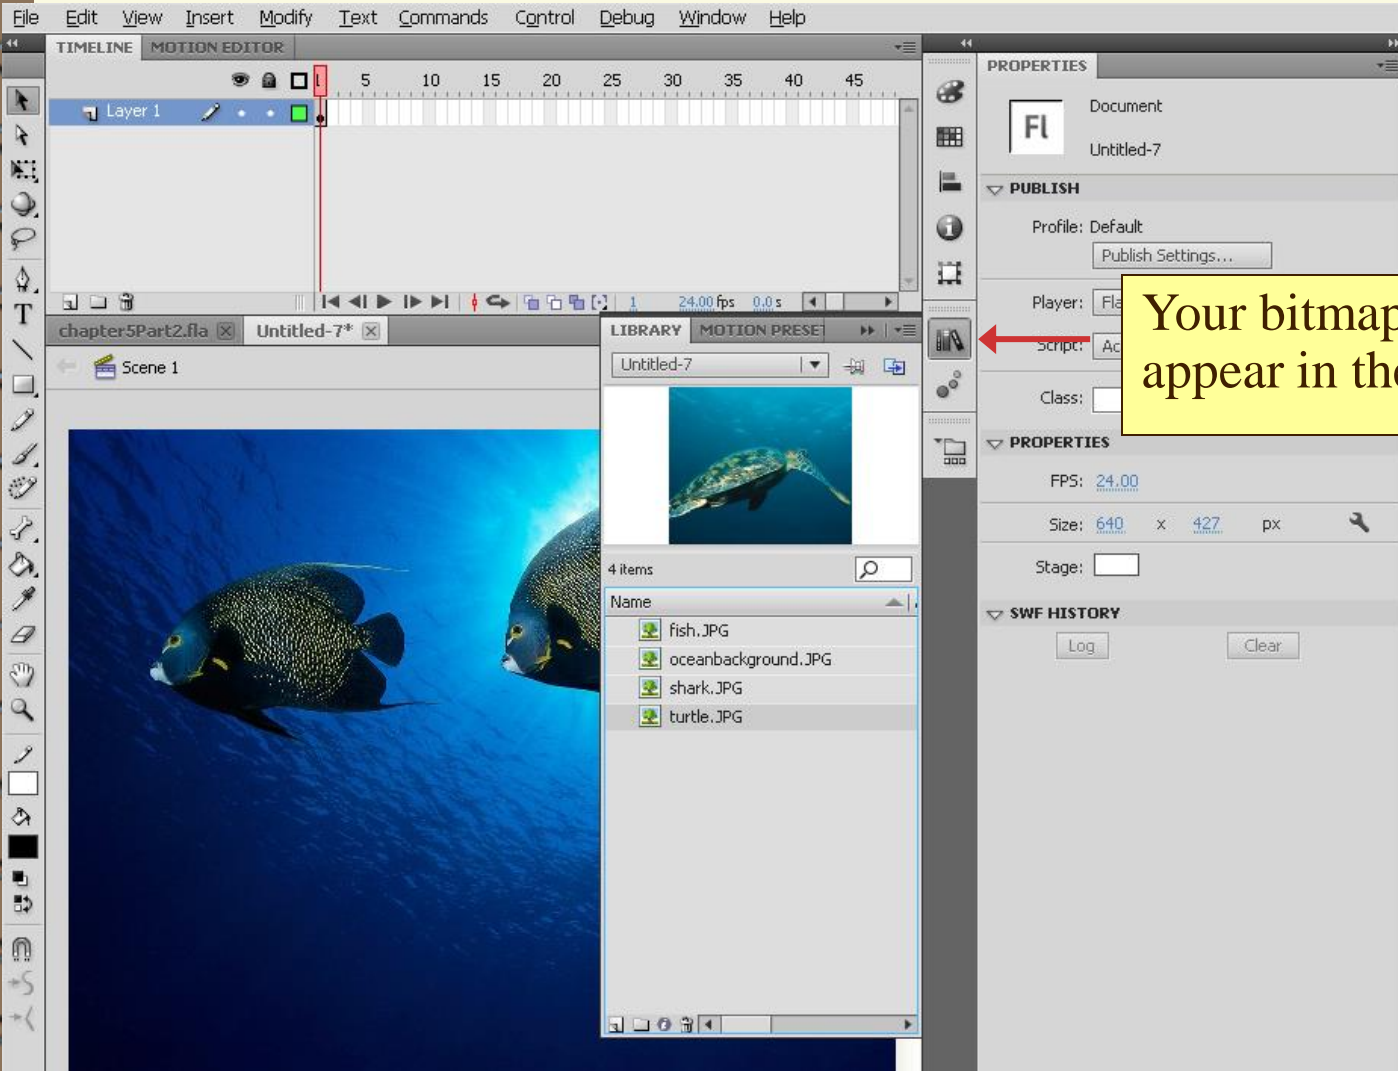 File Edit View Insert Modify Text Commands Control Debug Window Help
TIMELINE MOTION EDITOR
5 10 15 20 25 30 35 40 45
Layer 1
1 24.00 fps 0.0 s
chapter5Part2.fla Untitled-7*
Scene 1
LIBRARY MOTION PRESET
Untitled-7
4 items
Name
fish.JPG
oceanbackground.JPG
shark.JPG
turtle.JPG
T
PROPERTIES
Fl
Document
Untitled-7
PUBLISH
Profile: Default
Publish Settings...
Player: Fla
Script: Ac
Class:
Your bitmap
appear in the
PROPERTIES
FPS: 24.00
Size: 640 x 427 px
Stage:
SWF HISTORY
Log Clear